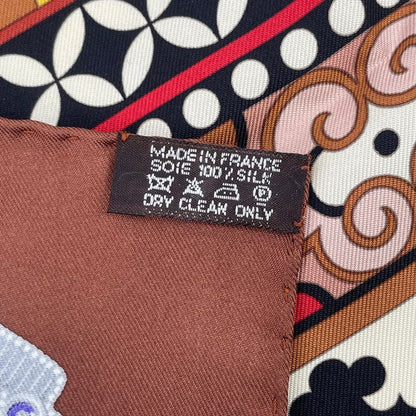 MADE IN FRANCE
SOIE 100% SILK
P
DRY CLEAN ONLY